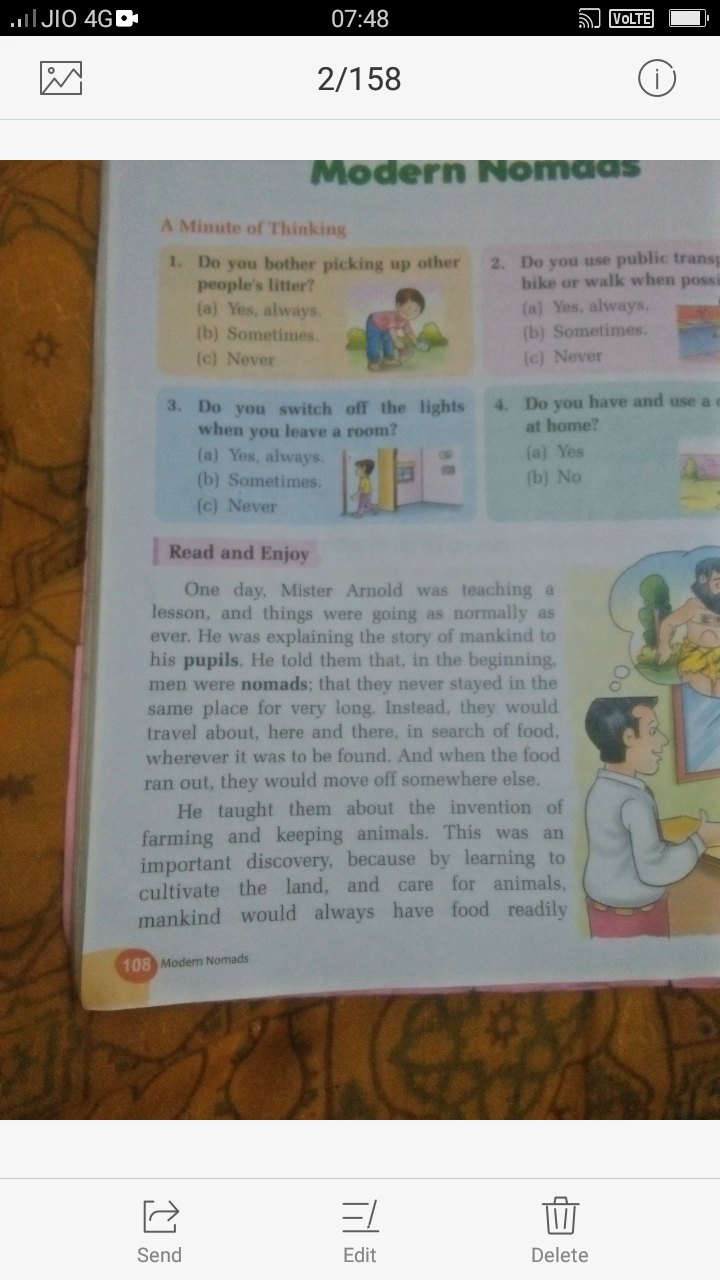 JIO 4G
07:48
VoLTE
2/158
Modern Nomads
A Minute of Thinking
1. Do you bother picking up other
people's litter?
(a) Yes, always.
(b) Sometimes.
(c) Never
2. Do you use public
bike or walk when
(a) Yes, always.
(b) Sometimes.
(c) Never
3. Do you switch off the lights
when you leave a room?
(a) Yes, always.
(b) Sometimes.
(c) Never
4. Do you have and use a
at home?
(a) Yes
(b) No
Read and Enjoy
One day, Mister Arnold was teaching a
lesson, and things were going as normally as
ever. He was explaining the story of mankind to
his pupils. He told them that, in the beginning,
men were nomads; that they never stayed in the
same place for very long. Instead, they would
travel about, here and there, in search of food,
wherever it was to be found. And when the food
ran out, they would move off somewhere else.
He taught them about the invention of
farming and keeping animals. This was an
important discovery, because by learning to
cultivate the land, and care for animals,
mankind would always have food readily
108 Modern Nomads
Send
Edit
Delete